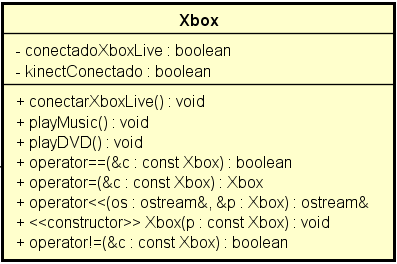 Xbox
- conectadoXboxLive : boolean
- kinectConectado : boolean
+ conectarXboxLive() : void
+ playMusic() : void
+ playDVD() : void
+ operator==(&c : const Xbox) : boolean
+ operator=(&c : const Xbox) : Xbox
+ operator<<(os : ostream&, &p : Xbox) : ostream&
+ <<constructor>> Xbox(p : const Xbox) : void
+ operator!=(&c : const Xbox) : boolean